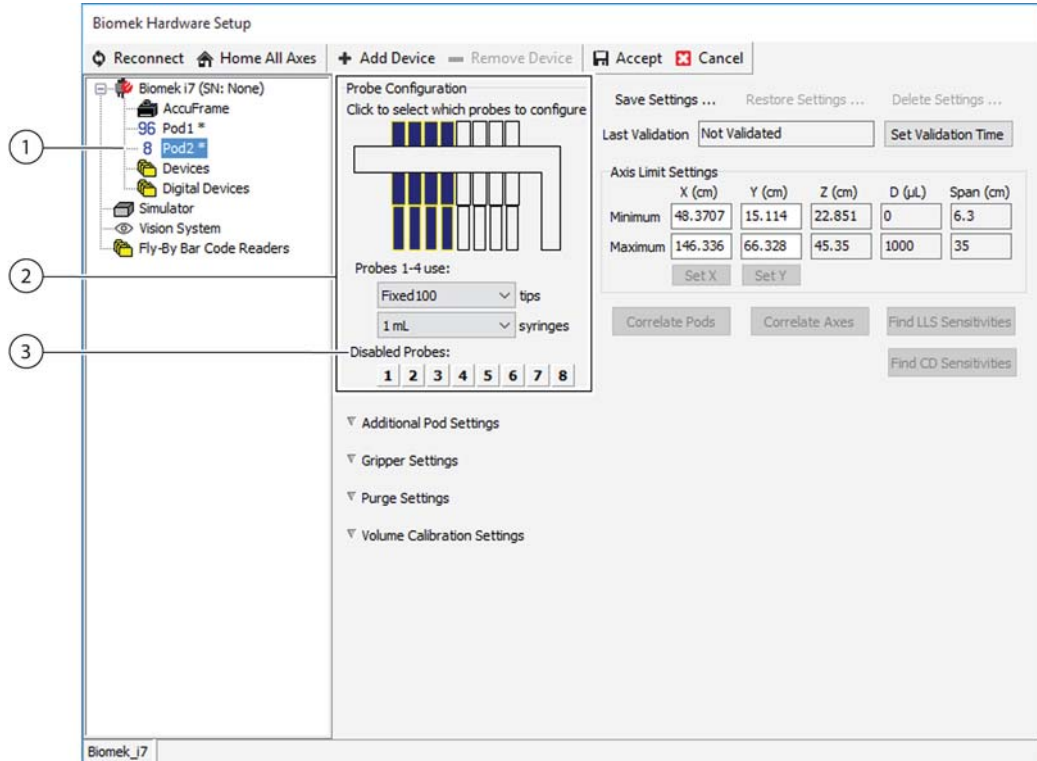 Biomek Hardware Setup
Reconnect Home All Axes Add Device Remove Device Accept Cancel
Biomek i7 (SN: None)
AccuFrame
96 Pod1 *
8 Pod2 *
Devices
Digital Devices
Simulator
Vision System
Fly-By Bar Code Readers
1
2
3
Probe Configuration
Click to select which probes to configure
Probes 1-4 use:
Fixed100 tips
1 mL syringes
Disabled Probes:
1 2 3 4 5 6 7 8
Save Settings ... Restore Settings ... Delete Settings ...
Last Validation Not Validated Set Validation Time
Axis Limit Settings
X (cm) Y (cm) Z (cm) D (µL) Span (cm)
Minimum 48.3707 15.114 22.851 0 6.3
Maximum 146.336 66.328 45.35 1000 35
Set X Set Y
Correlate Pods Correlate Axes Find LLS Sensitivities
Find CD Sensitivities
Additional Pod Settings
Gripper Settings
Purge Settings
Volume Calibration Settings
Biomek_i7